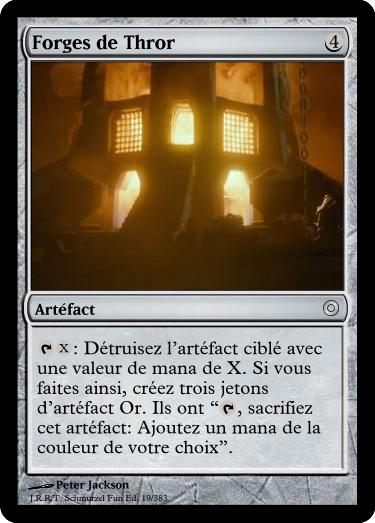 Forges de Thror 4
Artéfact
X : Détruisez l'artéfact ciblé avec
une valeur de mana de X. Si vous
faites ainsi, créez trois jetons
d'artéfact Or. Ils ont “ , sacrifiez
cet artéfact: Ajoutez un mana de la
couleur de votre choix”.
Peter Jackson
J.R.R.T. Schmurzel Fun Ed. 19/383